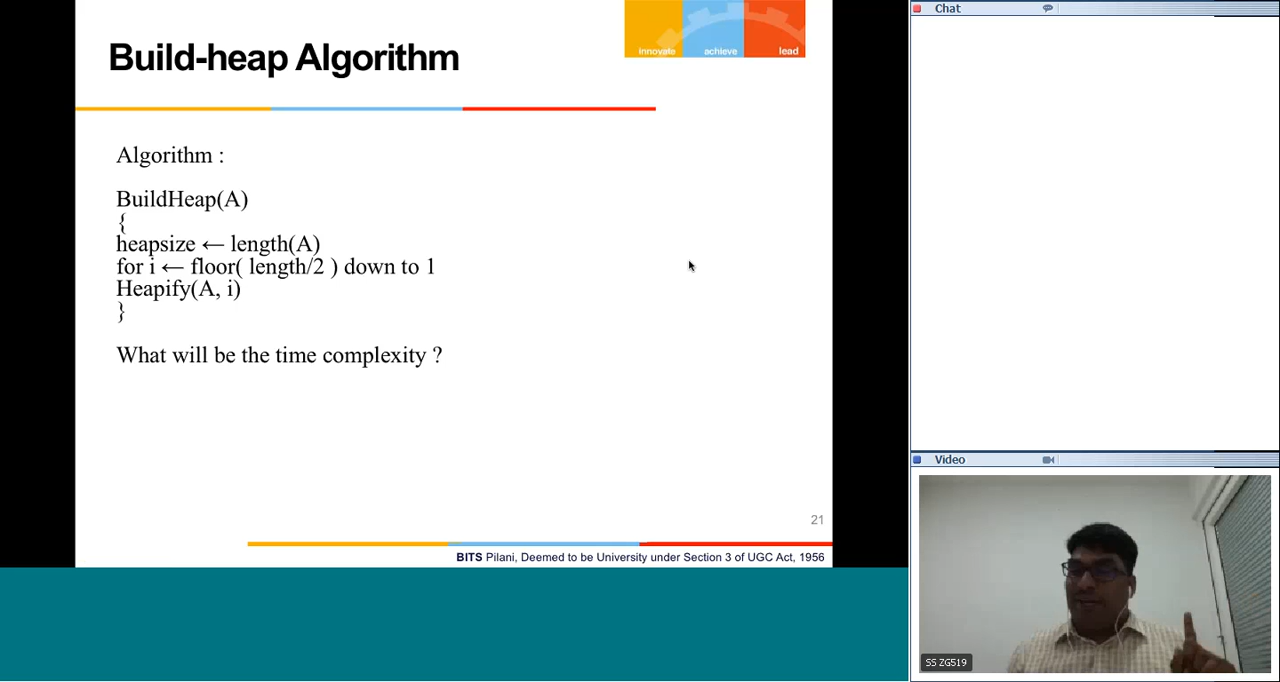 Build-heap Algorithm
innovate achieve lead
Algorithm :
BuildHeap(A)
{
heapsize ← length(A)
for i ← floor( length/2 ) down to 1
Heapify(A, i)
}
What will be the time complexity ?
21
BITS Pilani, Deemed to be University under Section 3 of UGC Act, 1956
Chat
Video
SS ZG519